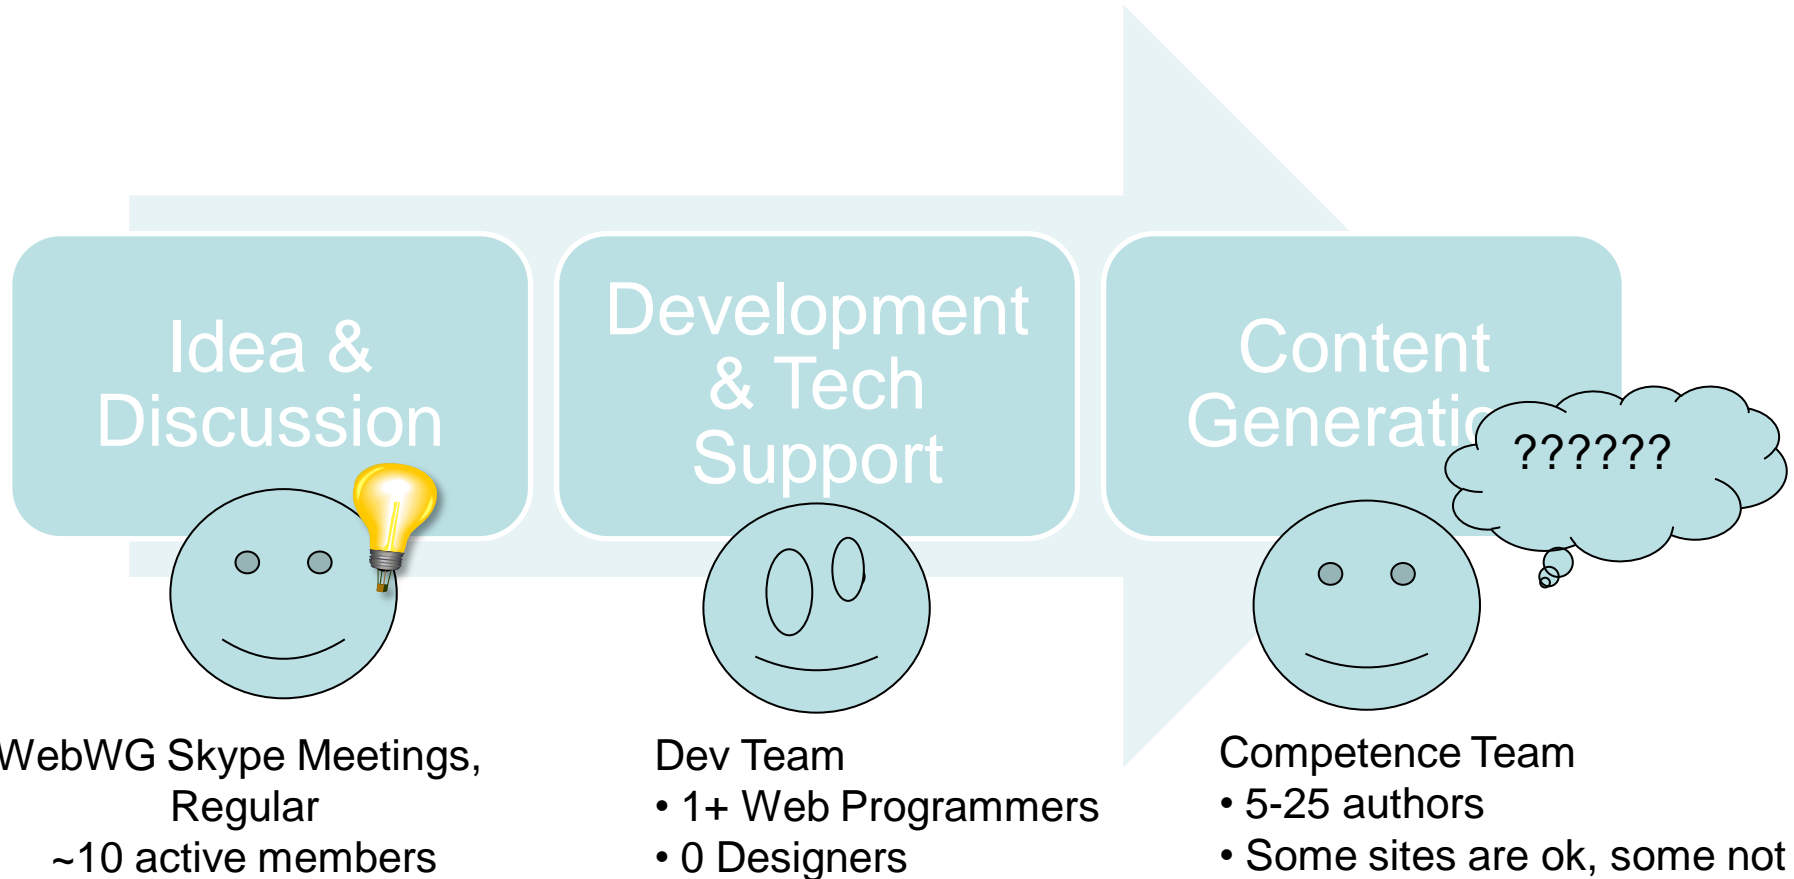 Idea &
Discussion
Development
& Tech
Support
Content
Generati
??????
WebWG Skype Meetings,
Regular
~10 active members
Dev Team
• 1+ Web Programmers
• 0 Designers
Competence Team
• 5-25 authors
• Some sites are ok, some not